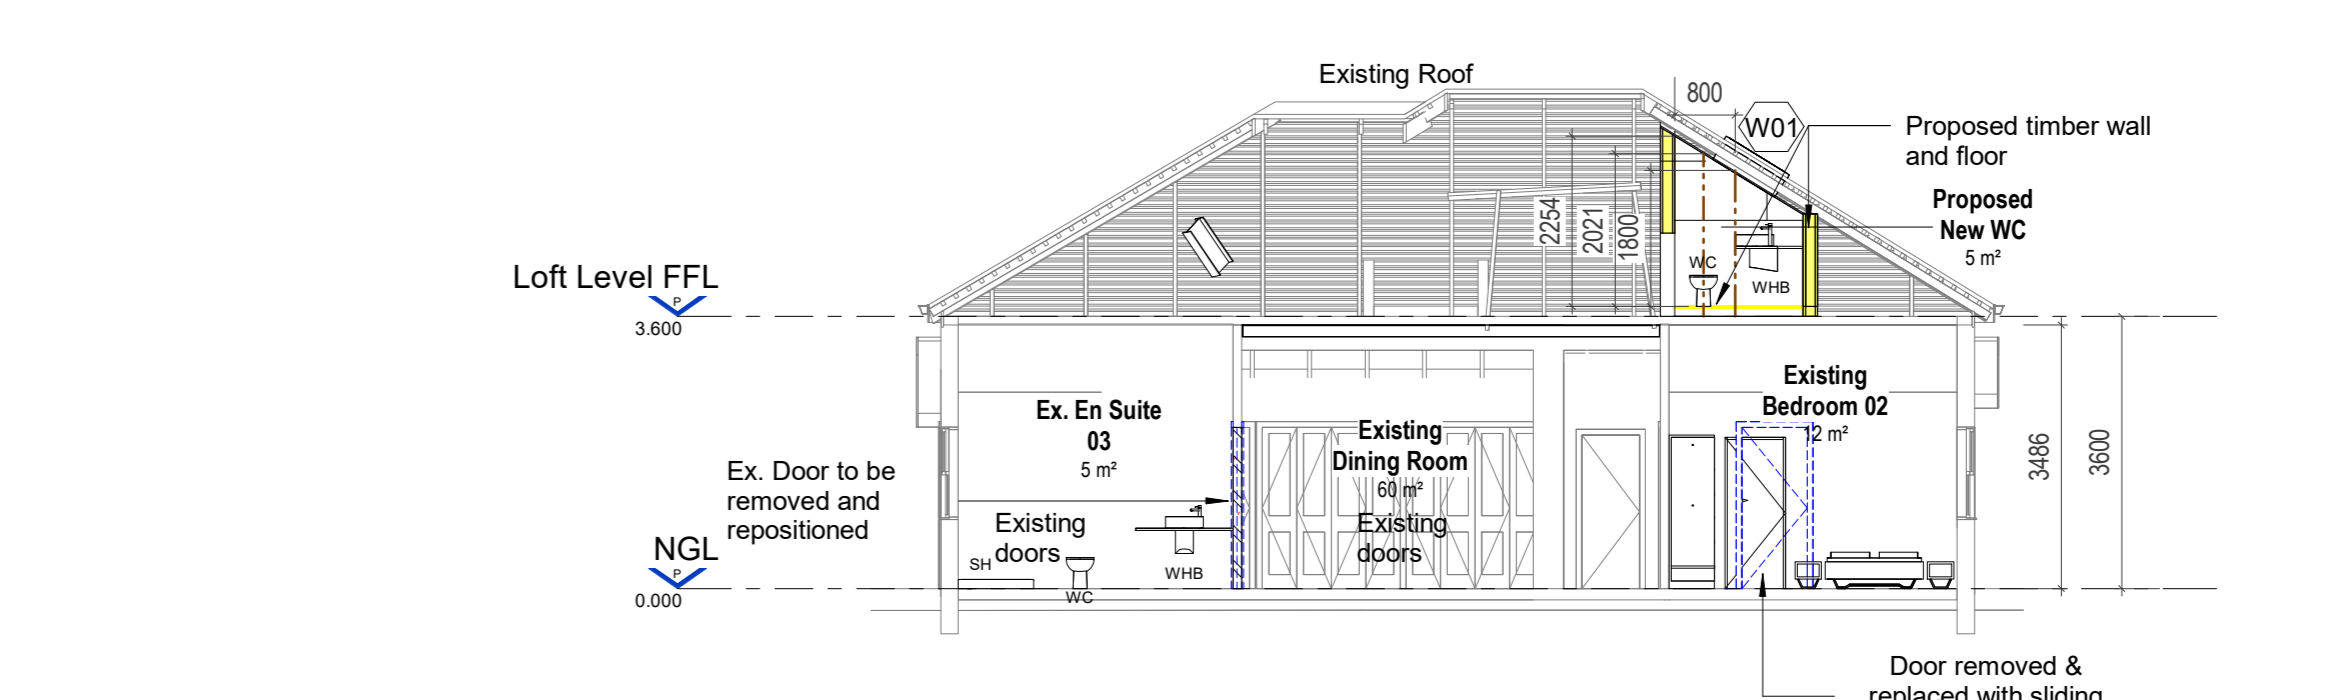 Existing Roof
800
W01
Proposed timber wall
and floor
Proposed
New WC
5 m²
2254
2021
1800
WC
WHB
Loft Level FFL
P
3.600
Existing
Bedroom 02
12 m²
Ex. En Suite
03
5 m²
Existing
Dining Room
60 m²
3486
3600
Ex. Door to be
removed and
repositioned
Existing
doors
Existing
doors
NGL
P
0.000
SH
WC
WHB
Door removed &
replaced with sliding